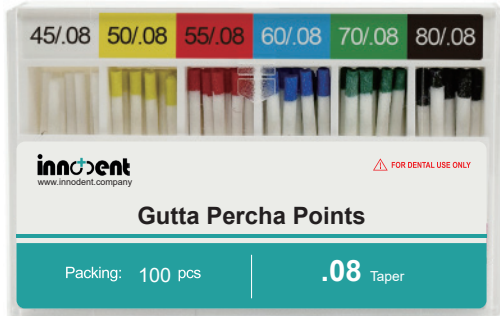 45/.08 50/.08 55/.08 60/.08 70/.08 80/.08
innodent
www.innodent.company
FOR DENTAL USE ONLY
Gutta Percha Points
Packing: 100 pcs
.08 Taper